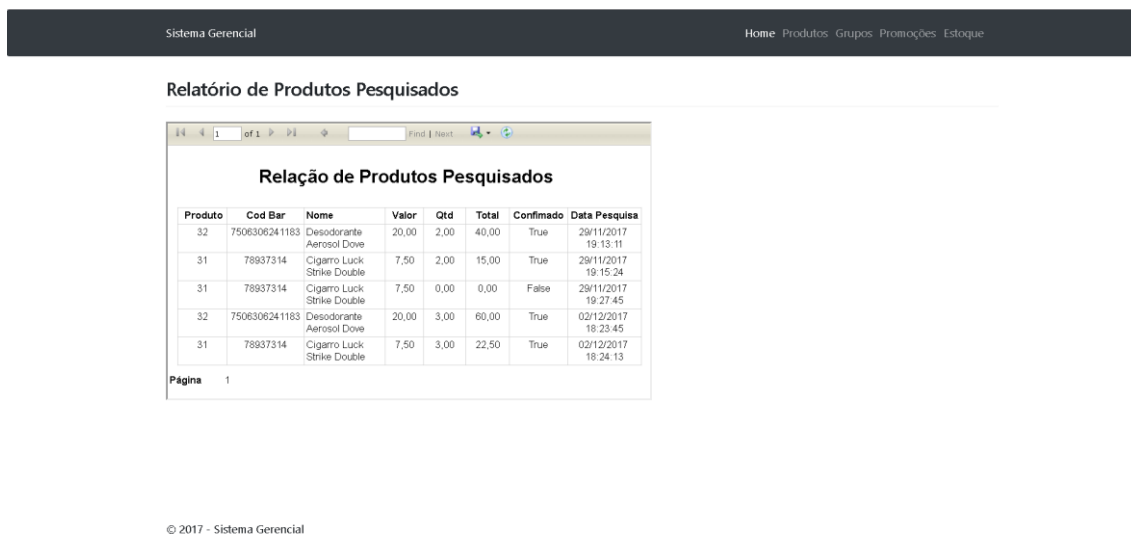 Sistema Gerencial
Home Produtos Grupos Promoções Estoque
Relatório de Produtos Pesquisados
1 of 1 Find | Next
Relação de Produtos Pesquisados
Produto Cod Bar Nome Valor Qtd Total Confimado Data Pesquisa
32 7506306241183 Desodorante 20,00 2,00 40,00 True 29/11/2017
Aerosol Dove 19:13:11
31 78937314 Cigarro Luck 7,50 2,00 15,00 True 29/11/2017
Strike Double 19:15:24
31 78937314 Cigarro Luck 7,50 0,00 0,00 False 29/11/2017
Strike Double 19:27:45
32 7506306241183 Desodorante 20,00 3,00 60,00 True 02/12/2017
Aerosol Dove 18:23:45
31 78937314 Cigarro Luck 7,50 3,00 22,50 True 02/12/2017
Strike Double 18:24:13
Página 1
© 2017 - Sistema Gerencial